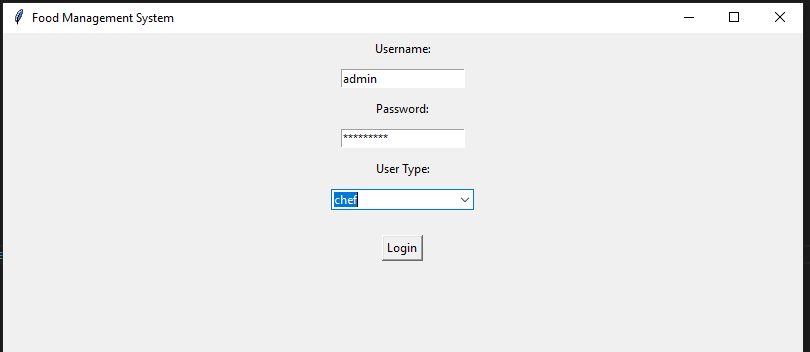 Food Management System
Username:
admin
Password:
*********
User Type:
chef
Login